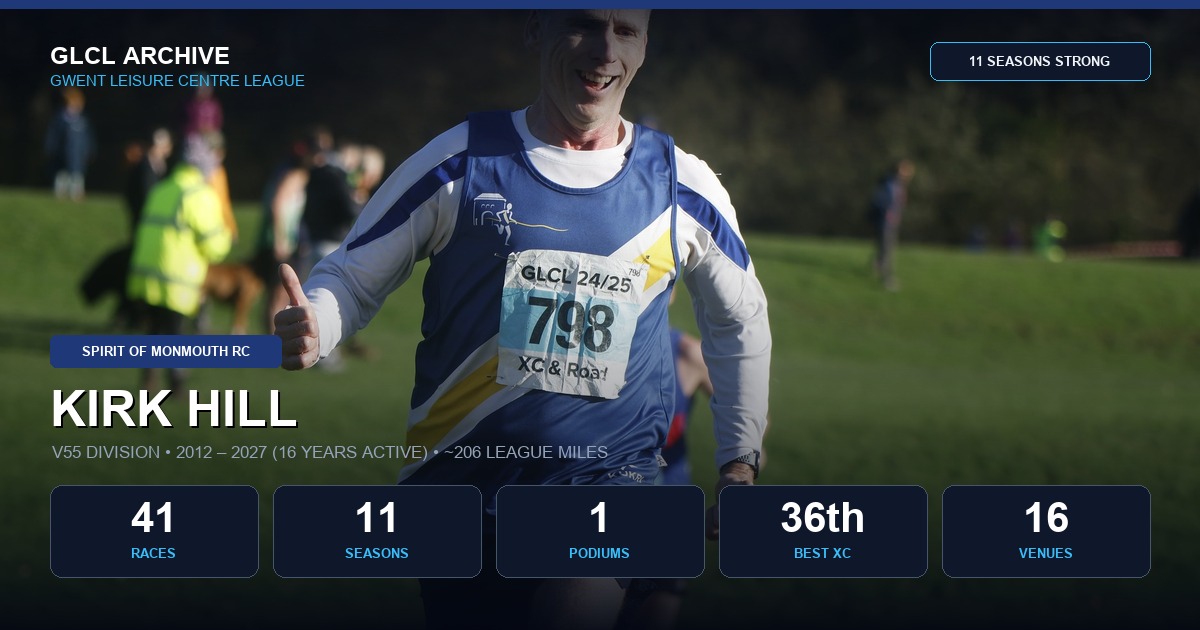 GLCL ARCHIVE
GWENT LEISURE CENTRE LEAGUE
11 SEASONS STRONG
GLCL 24/25
798
798
XC & Road
SPIRIT OF MONMOUTH RC
KIRK HILL
V55 DIVISION • 2012 – 2027 (16 YEARS ACTIVE) • ~206 LEAGUE MILES
41
RACES
11
SEASONS
1
PODIUMS
36th
BEST XC
16
VENUES